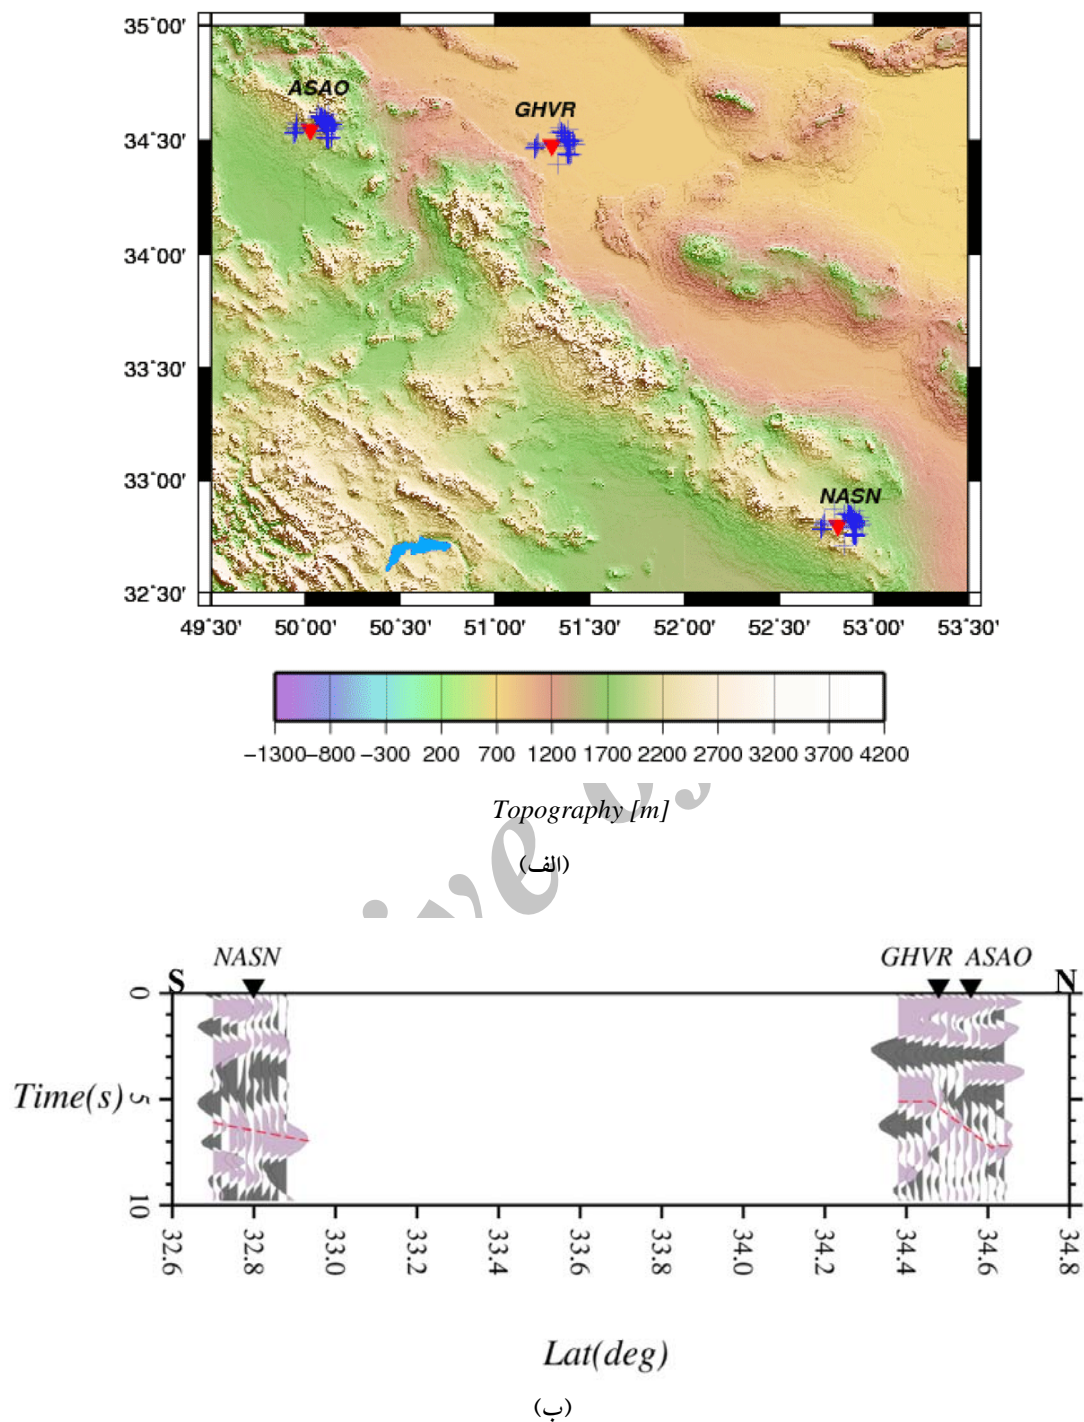 35˚00'
ASAO
GHVR
34˚30'
34˚00'
33˚30'
33˚00'
NASN
32˚30'
49˚30' 50˚00' 50˚30' 51˚00' 51˚30' 52˚00' 52˚30' 53˚00' 53˚30'
−1300 −800 −300 200 700 1200 1700 2200 2700 3200 3700 4200
Topography [m]
(الف)
NASN GHVR ASAO
S N
0
Time(s) 5
10
32.6 32.8 33.0 33.2 33.4 33.6 33.8 34.0 34.2 34.4 34.6 34.8
Lat(deg)
(ب)